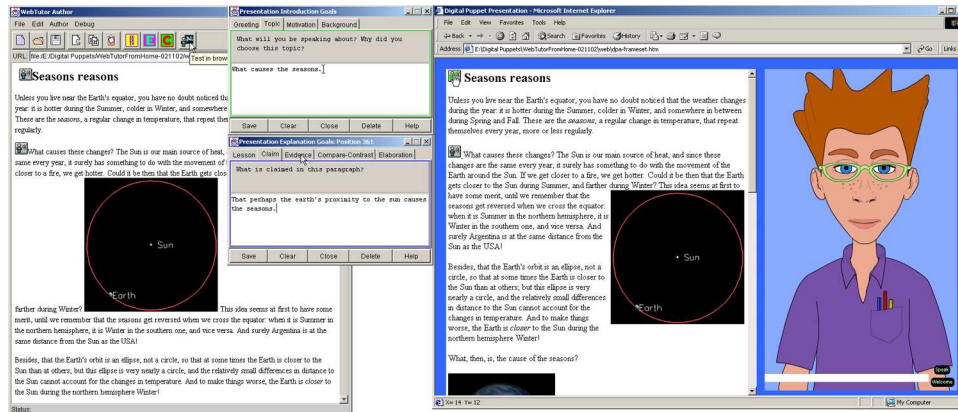 WebTutor Author
File Edit Author Debug
URL: file:/E:/Digital Puppets/WebTutorFromHome-021102/w
Test in brow
Seasons reasons
Unless you live near the Earth's equator, you have no doubt noticed th
year: it is hotter during the Summer, colder in Winter, and somewhere
These are the seasons, a regular change in temperature, that repeat the
regularly.
What causes these changes? The Sun is our main source of heat,
same every year, it surely has something to do with the movement of
closer to a fire, we get hotter. Could it be then that the Earth gets clos
Sun
Earth
farther during Winter? This idea seems at first to have some
merit, until we remember that the seasons get reversed when we cross the equator: when it is Summer in
the northern hemisphere, it is Winter in the southern one, and vice versa. And surely Argentina is at the
same distance from the Sun as the USA!
Besides, that the Earth's orbit is an ellipse, not a circle, so that at some times the Earth is closer to the
Sun than at others; but this ellipse is very nearly a circle, and the relatively small differences in distance to
the Sun cannot account for the changes in temperature. And to make things worse, the Earth is closer to
the Sun during the northern hemisphere Winter!
Status:
Presentation Introduction Goals
Greeting Topic Motivation Background
What will you be speaking about? Why did you
choose this topic?
What causes the seasons.
Save Clear Close Delete Help
Presentation Explanation Goals: Position 361
Lesson Claim Evidence Compare-Contrast Elaboration
What is claimed in this paragraph?
That perhaps the earth's proximity to the sun causes
the seasons.
Save Clear Close Delete Help
Digital Puppet Presentation - Microsoft Internet Explorer
File Edit View Favorites Tools Help
Back Search Favorites History
Address E:\Digital Puppets\WebTutorFromHome-021102\web\dpa-frameset.htm Go Links
Seasons reasons
Unless you live near the Earth's equator, you have no doubt noticed that the weather changes
during the year: it is hotter during the Summer, colder in Winter, and somewhere in between
during Spring and Fall. These are the seasons, a regular change in temperature, that repeat
themselves every year, more or less regularly.
What causes these changes? The Sun is our main source of heat, and since these
changes are the same every year, it surely has something to do with the movement of the
Earth around the Sun. If we get closer to a fire, we get hotter. Could it be then that the Earth
gets closer to the Sun during Summer, and farther during Winter? This idea seems at first to
have some merit, until we remember that the
seasons get reversed when we cross the equator:
when it is Summer in the northern hemisphere, it is
Winter in the southern one, and vice versa. And
surely Argentina is at the same distance from the
Sun as the USA!
Sun
Earth
Besides, that the Earth's orbit is an ellipse, not a
circle, so that at some times the Earth is closer to
the Sun than at others; but this ellipse is very
nearly a circle, and the relatively small differences
in distance to the Sun cannot account for the
changes in temperature. And to make things
worse, the Earth is closer to the Sun during the
northern hemisphere Winter!
What, then, is, the cause of the seasons?
Speak
Welcome
X= 14 Y= 12
My Computer